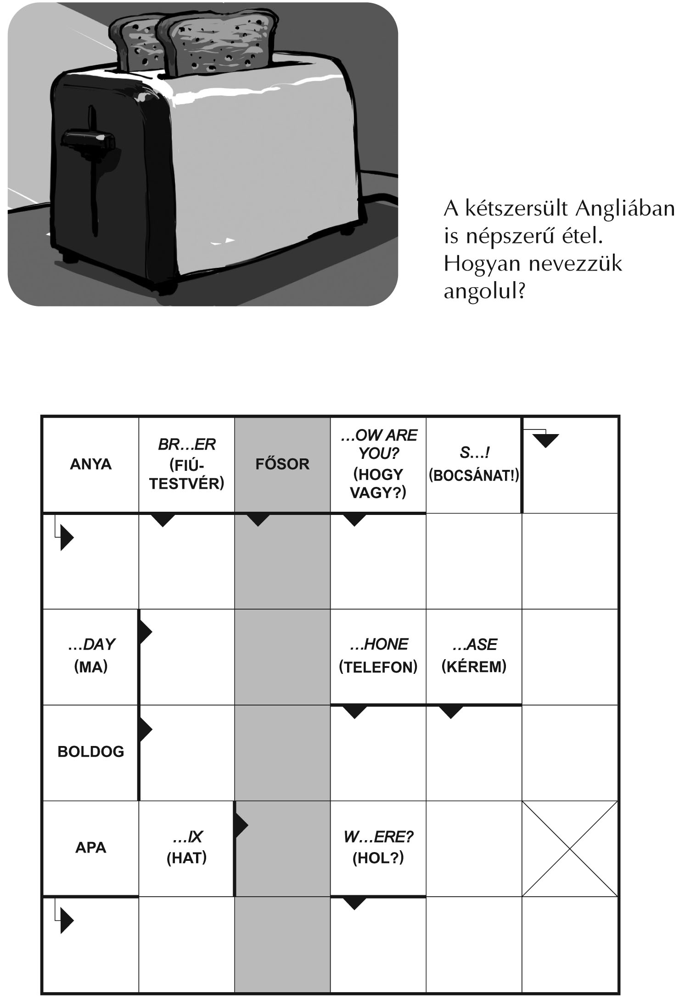 A kétszersült Angliában
is népszerű étel.
Hogyan nevezzük
angolul?
ANYA
BR…ER
(FIÚ-
TESTVÉR)
FŐSOR
…OW ARE
YOU?
(HOGY
VAGY?)
S…!
(BOCSÁNAT!)
…DAY
(MA)
…HONE
(TELEFON)
…ASE
(KÉREM)
BOLDOG
APA
…IX
(HAT)
W…ERE?
(HOL?)